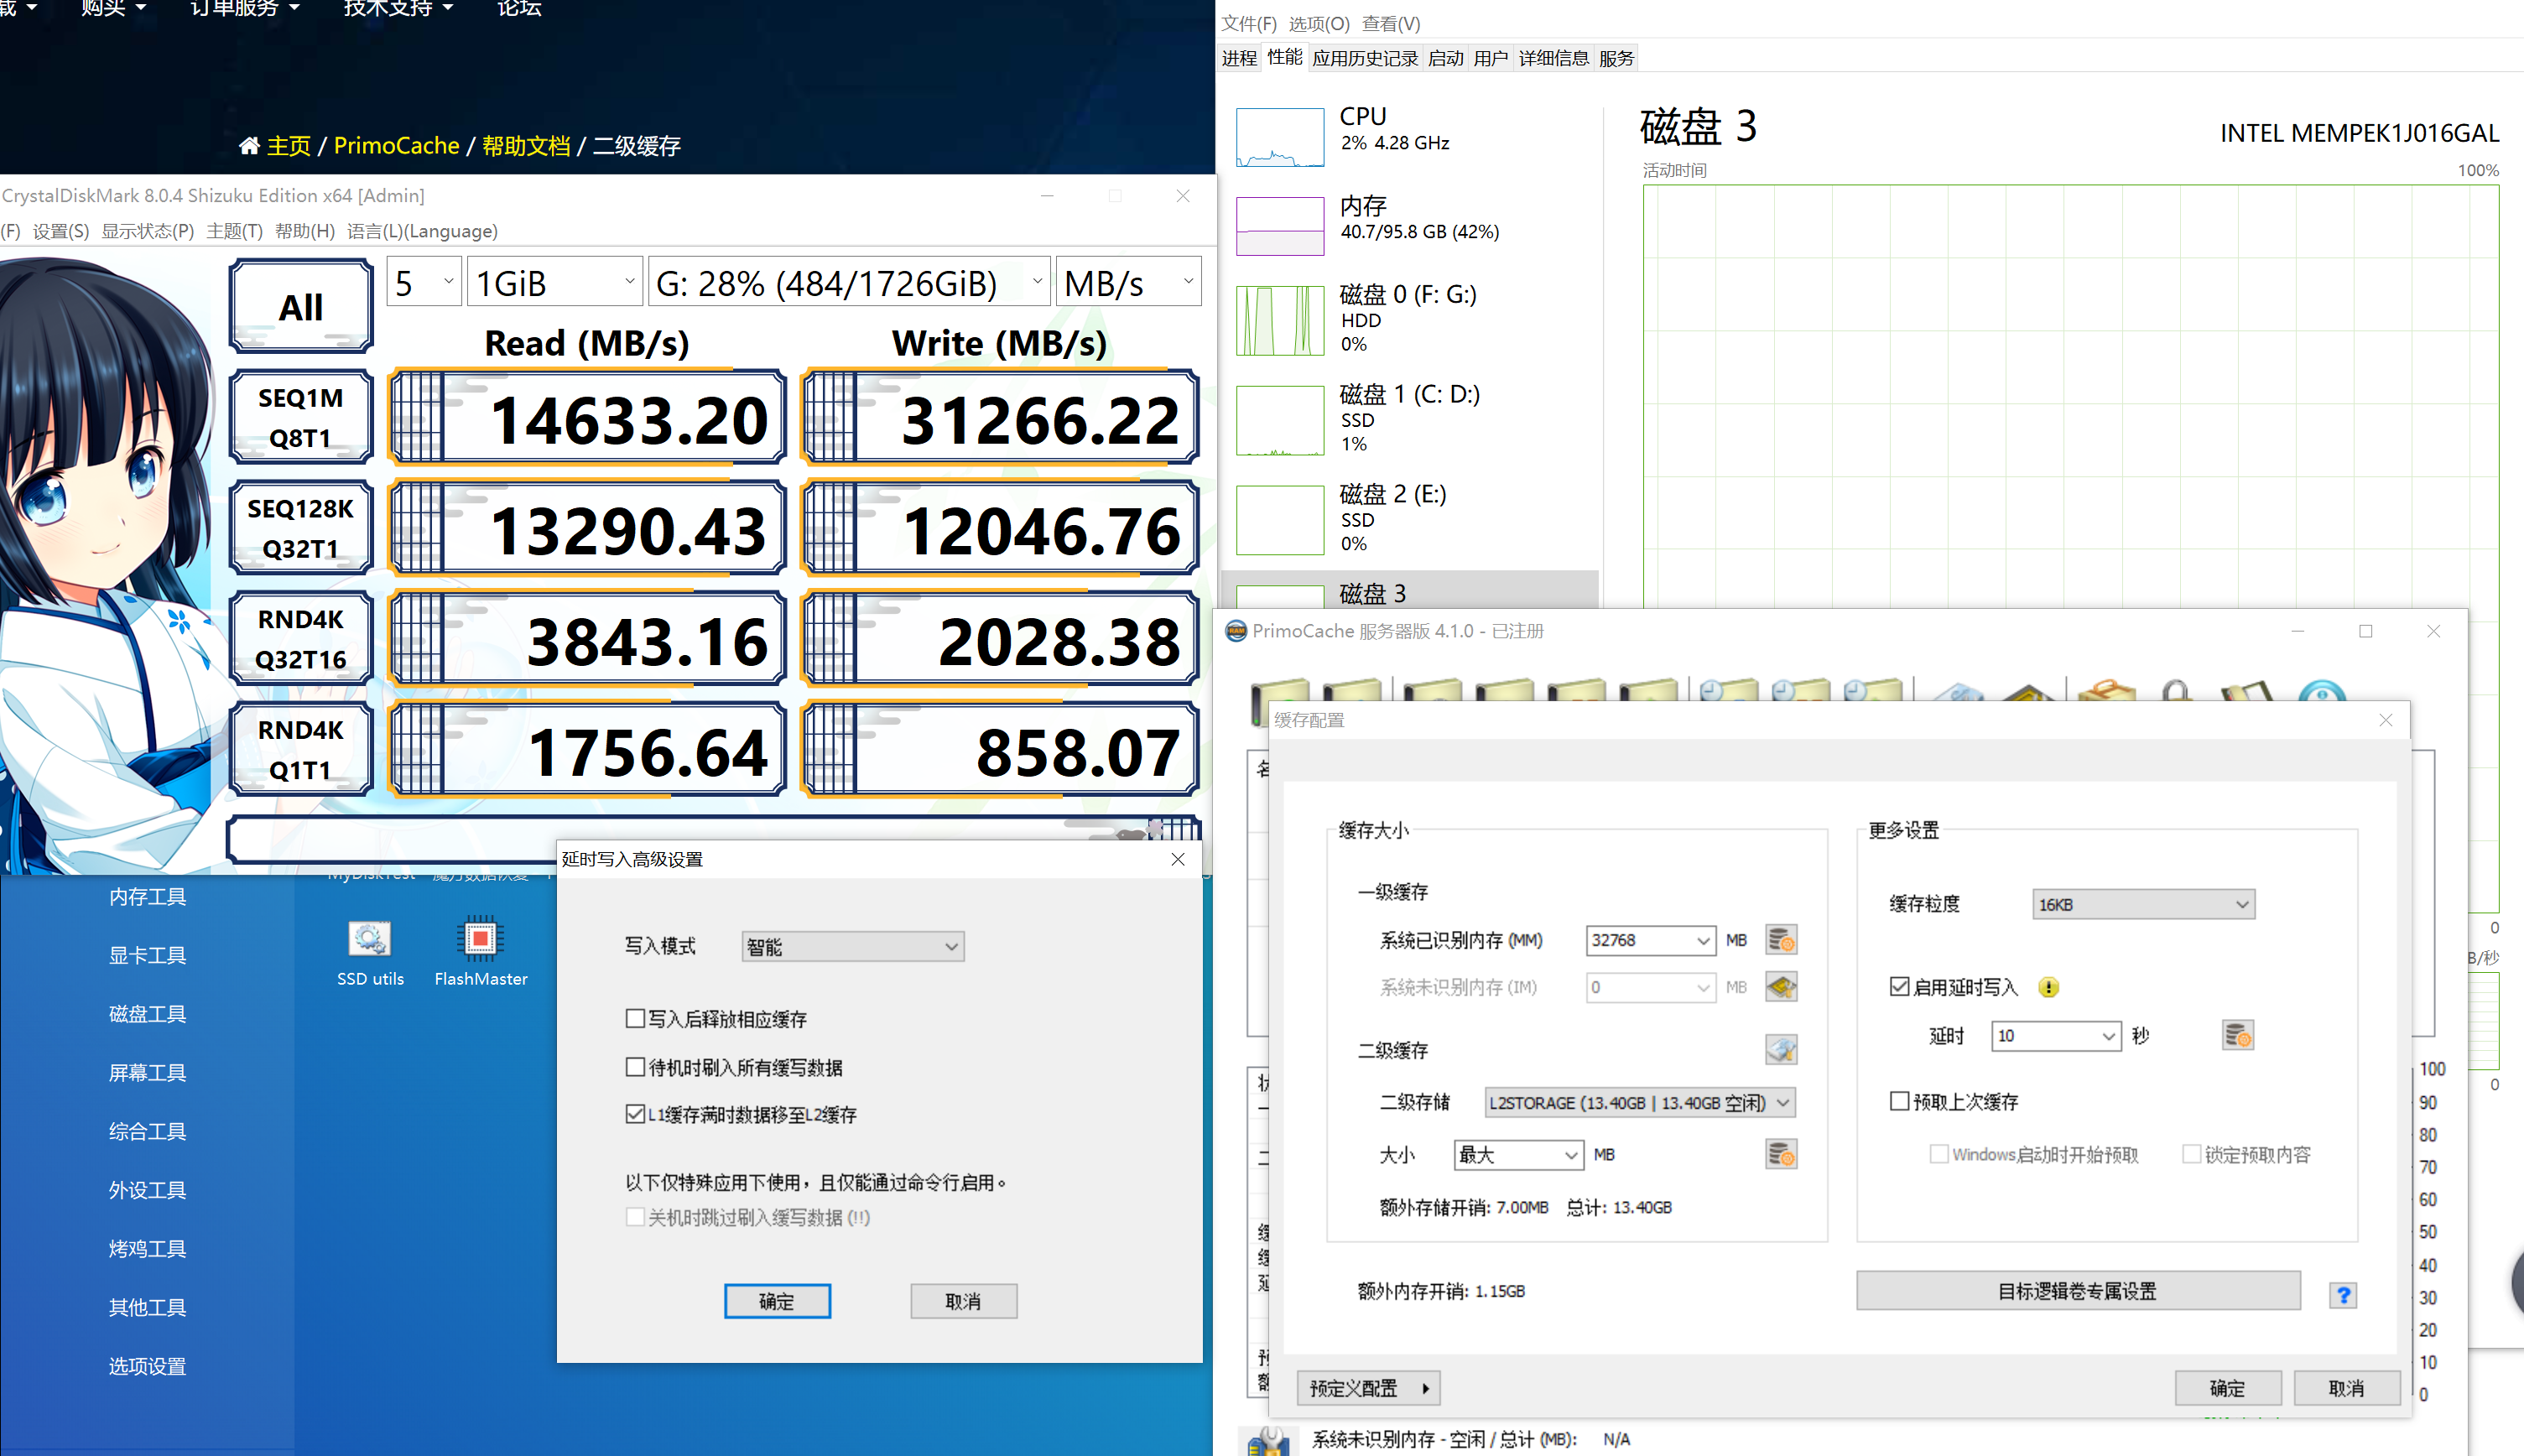 购买 订单服务 技术支持 论坛
主页 / PrimoCache / 帮助文档 / 二级缓存
CrystalDiskMark 8.0.4 Shizuku Edition x64 [Admin]
(F) 设置(S) 显示状态(P) 主题(T) 帮助(H) 语言(L)(Language)
All
5 1GiB G: 28% (484/1726GiB) MB/s
Read (MB/s) Write (MB/s)
SEQ1M
Q8T1
14633.20 31266.22
SEQ128K
Q32T1
13290.43 12046.76
RND4K
Q32T16
3843.16 2028.38
RND4K
Q1T1
1756.64 858.07
内存工具
显卡工具
磁盘工具
屏幕工具
综合工具
外设工具
烤鸡工具
其他工具
选项设置
SSD utils FlashMaster
延时写入高级设置
写入模式 智能
写入后释放相应缓存
待机时刷入所有缓写数据
L1缓存满时数据移至L2缓存
以下仅特殊应用下使用，且仅能通过命令行启用。
关机时跳过刷入缓写数据 (!!)
确定 取消
文件(F) 选项(O) 查看(V)
进程 性能 应用历史记录 启动 用户 详细信息 服务
CPU
2% 4.28 GHz
内存
40.7/95.8 GB (42%)
磁盘 0 (F: G:)
HDD
0%
磁盘 1 (C: D:)
SSD
1%
磁盘 2 (E:)
SSD
0%
磁盘 3
磁盘 3
INTEL MEMPEK1J016GAL
活动时间 100%
0
B/秒
0
PrimoCache 服务器版 4.1.0 - 已注册
缓存配置
缓存大小
一级缓存
系统已识别内存 (MM) 32768 MB
系统未识别内存 (IM) 0 MB
二级缓存
二级存储 L2STORAGE (13.40GB | 13.40GB 空闲)
大小 最大 MB
额外存储开销: 7.00MB 总计: 13.40GB
额外内存开销: 1.15GB
更多设置
缓存粒度 16KB
启用延时写入
延时 10 秒
预取上次缓存
Windows启动时开始预取 锁定预取内容
目标逻辑卷专属设置
?
预定义配置
确定 取消
100
90
80
70
60
50
40
30
20
10
0
系统未识别内存 - 空闲 / 总计 (MB): N/A